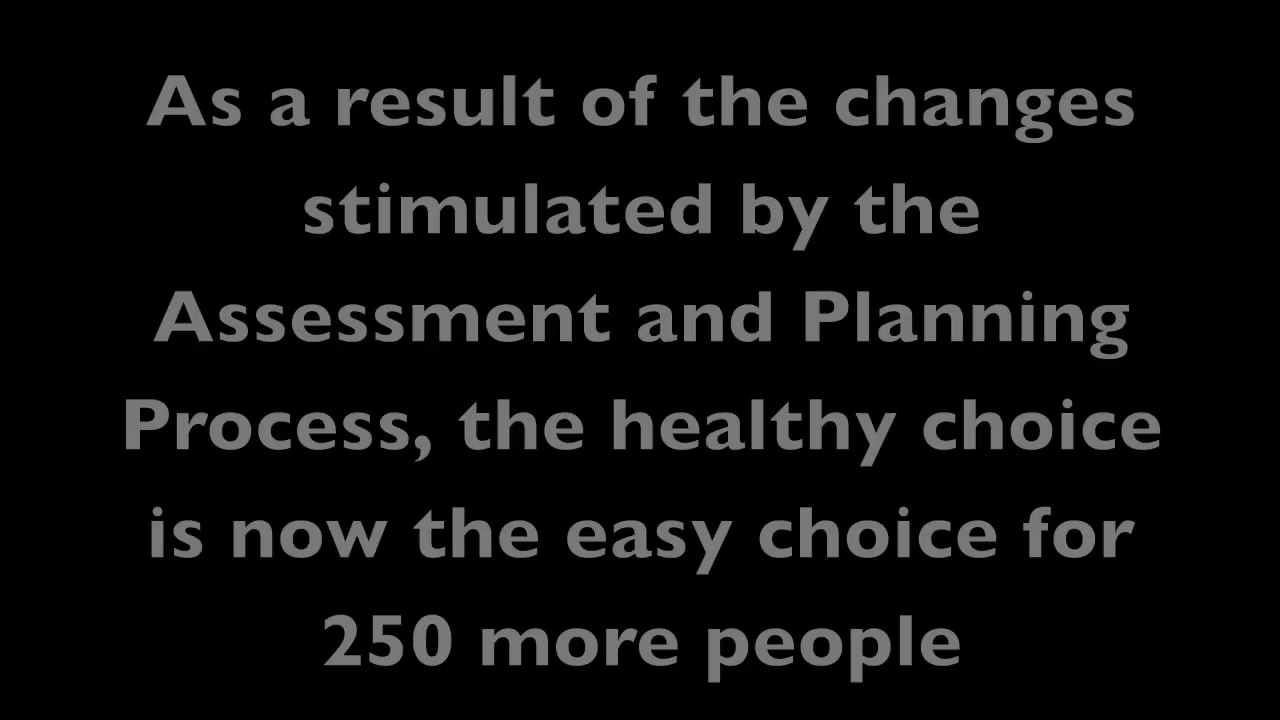 As a result of the changes
stimulated by the
Assessment and Planning
Process, the healthy choice
is now the easy choice for
250 more people